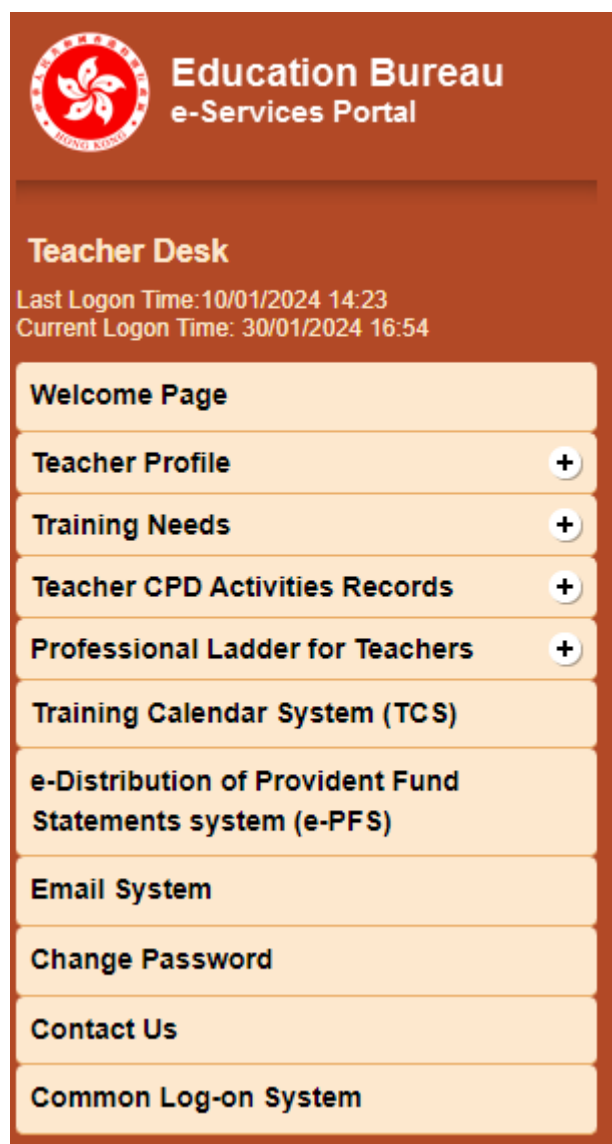 HONG KONG
Education Bureau
e-Services Portal
Teacher Desk
Last Logon Time:10/01/2024 14:23
Current Logon Time: 30/01/2024 16:54
Welcome Page
Teacher Profile
Training Needs
Teacher CPD Activities Records
Professional Ladder for Teachers
Training Calendar System (TCS)
e-Distribution of Provident Fund
Statements system (e-PFS)
Email System
Change Password
Contact Us
Common Log-on System